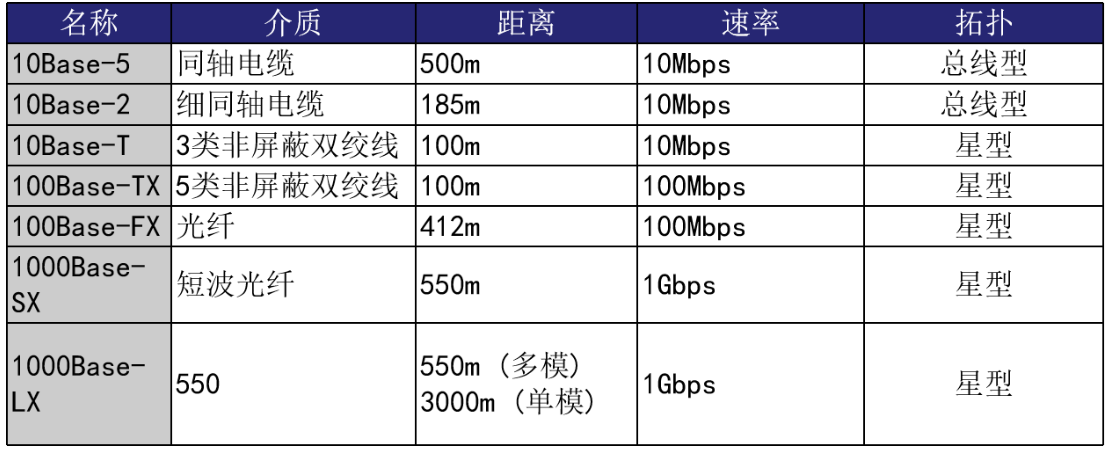 名称 介质 距离 速率 拓扑
10Base-5 同轴电缆 500m 10Mbps 总线型
10Base-2 细同轴电缆 185m 10Mbps 总线型
10Base-T 3类非屏蔽双绞线 100m 10Mbps 星型
100Base-TX 5类非屏蔽双绞线 100m 100Mbps 星型
100Base-FX 光纤 412m 100Mbps 星型
1000Base-
SX 短波光纤 550m 1Gbps 星型
1000Base-
LX 550 550m (多模)
3000m (单模) 1Gbps 星型